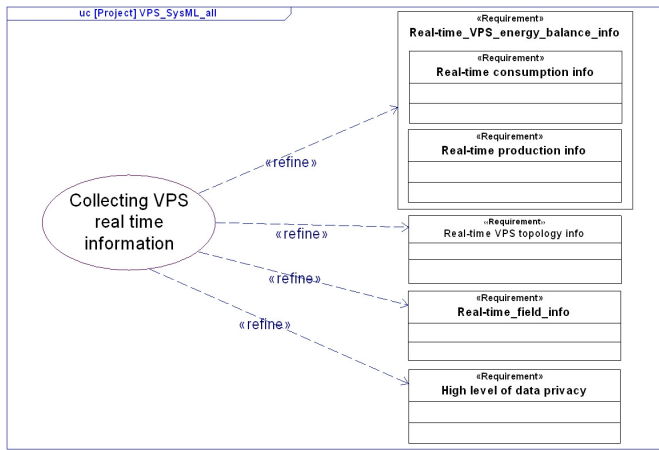 uc [Project] VPS_SysML_all
«Requirement»
Real-time_VPS_energy_balance_info
«Requirement»
Real-time consumption info
«Requirement»
Real-time production info
«refine»
Collecting VPS
real time
information
«refine»
«Requirement»
Real-time VPS topology info
«refine»
«Requirement»
Real-time_field_info
«refine»
«Requirement»
High level of data privacy